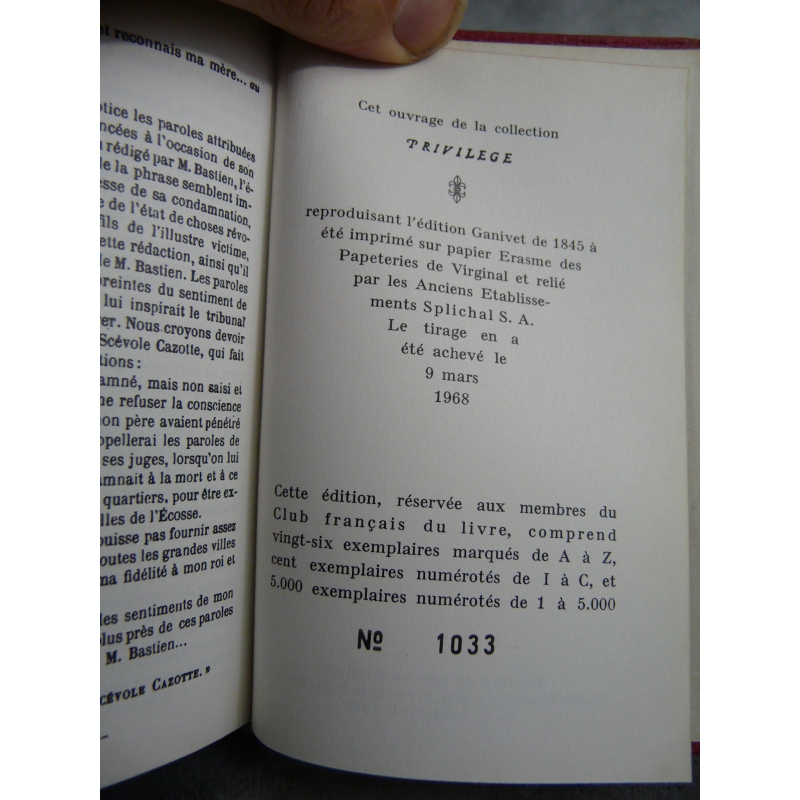 et reconnais ma mère... ou
tice les paroles attribuées
ncées à l'occasion de son
rédigé par M. Bastien, l'é-
e la phrase semblent im-
esse de sa condamnation,
e de l'état de choses révo-
fils de l'illustre victime,
ette rédaction, ainsi qu'il
e M. Bastien. Les paroles
preintes du sentiment de
lui inspirait le tribunal
er. Nous croyons devoir
Scévole Cazotte, qui fait
tions :
amné, mais non saisi et
ne refuser la conscience
on père avaient pénétré
ppellerai les paroles de
ses juges, lorsqu'on lui
amnait à la mort et à ce
quartiers, pour être ex-
lles de l'Écosse.
ouisse pas fournir assez
outes les grandes villes
ma fidélité à mon roi et
les sentiments de mon
plus près de ces paroles
M. Bastien...
CÉVOLE CAZOTTE. »
Cet ouvrage de la collection
PRIVILEGE
reproduisant l'édition Ganivet de 1845 à
été imprimé sur papier Erasme des
Papeteries de Virginal et relié
par les Anciens Etablisse-
ments Splichal S. A.
Le tirage en a
été achevé le
9 mars
1968
Cette édition, réservée aux membres du
Club français du livre, comprend
vingt-six exemplaires marqués de A à Z,
cent exemplaires numérotés de I à C, et
5.000 exemplaires numérotés de 1 à 5.000
Nº 1033